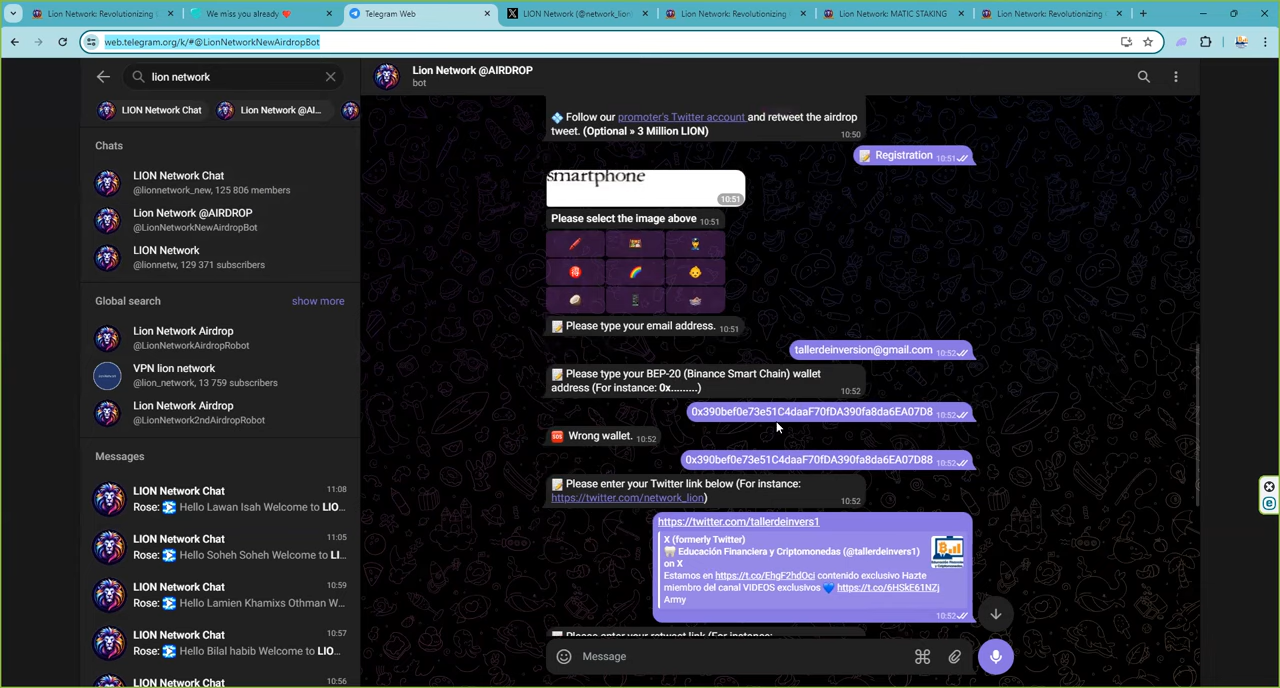 Lion Network: Revolutionizing
We miss you already
Telegram Web
LION Network (@network_lion
Lion Network: Revolutionizing
Lion Network: MATIC STAKING
Lion Network: Revolutionizing
web.telegram.org/k/#@LionNetworkNewAirdropBot
lion network
LION Network Chat
Lion Network @AI...
Chats
LION Network Chat
@lionnetwork_new, 125 806 members
Lion Network @AIRDROP
@LionNetworkNewAirdropBot
LION Network
@lionnetw, 129 371 subscribers
Global search
show more
Lion Network Airdrop
@LionNetworkAirdropRobot
VPN lion network
@lion_network, 13 759 subscribers
Lion Network Airdrop
@LionNetwork2ndAirdropRobot
Messages
LION Network Chat 11:08
Rose: Hello Lawan Isah Welcome to LIO...
LION Network Chat 11:05
Rose: Hello Soheh Soheh Welcome to LI...
LION Network Chat 10:59
Rose: Hello Lamien Khamixs Othman W...
LION Network Chat 10:57
Rose: Hello Bilal habib Welcome to LIO...
LION Network Chat 10:56
Lion Network @AIRDROP
bot
Follow our promoter's Twitter account and retweet the airdrop
tweet. (Optional » 3 Million LION)
10:50
Registration 10:51
smartphone
10:51
Please select the image above 10:51
Please type your email address. 10:51
tallerdeinversion@gmail.com 10:52
Please type your BEP-20 (Binance Smart Chain) wallet
address (For instance: 0x.........)
10:52
0x390bef0e73e51C4daaF70fDA390fa8da6EA07D8 10:52
Wrong wallet. 10:52
0x390bef0e73e51C4daaF70fDA390fa8da6EA07D88 10:52
Please enter your Twitter link below (For instance:
https://twitter.com/network_lion)
10:52
https://twitter.com/tallerdeinvers1
X (formerly Twitter)
Educación Financiera y Criptomonedas (@tallerdeinvers1)
on X
Estamos en https://t.co/EhgF2hdOci contenido exclusivo Hazte
miembro del canal VIDEOS exclusivos https://t.co/6HSkE61NZj
Army
10:52
Please enter your retweet link (For instance:
Message